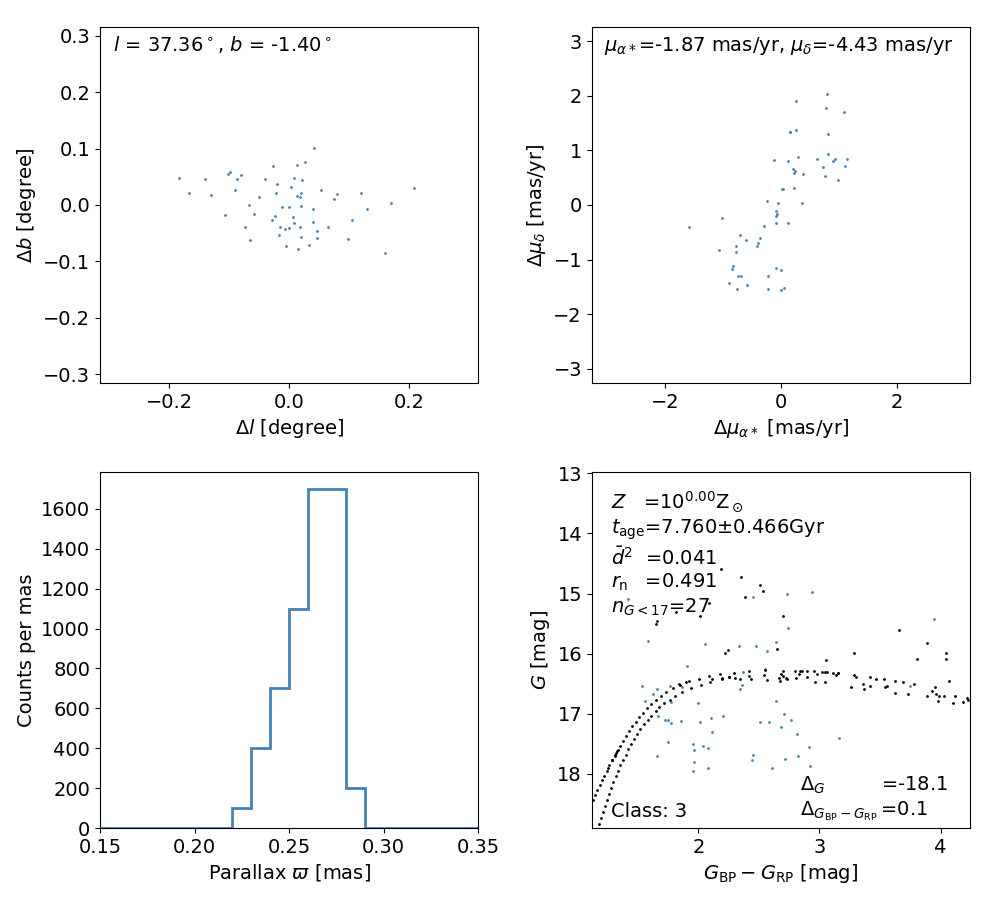 l = 37.36°, b = -1.40°
0.3
0.2
0.1
0.0
−0.1
−0.2
−0.3
Δb [degree]
−0.2 0.0 0.2
Δl [degree]
μα*=-1.87 mas/yr, μδ=-4.43 mas/yr
3
2
1
0
−1
−2
−3
Δμδ [mas/yr]
−2 0 2
Δμα* [mas/yr]
1600
1400
1200
1000
800
600
400
200
0
Counts per mas
0.15 0.20 0.25 0.30 0.35
Parallax ϖ [mas]
13
14
15
16
17
18
G [mag]
Z =10^0.00 Z⊙
t_age=7.760±0.466Gyr
d̄² =0.041
r_n =0.491
n_G<17=27
Δ_G =-18.1
Δ_G_BP−G_RP =0.1
Class: 3
2 3 4
G_BP − G_RP [mag]